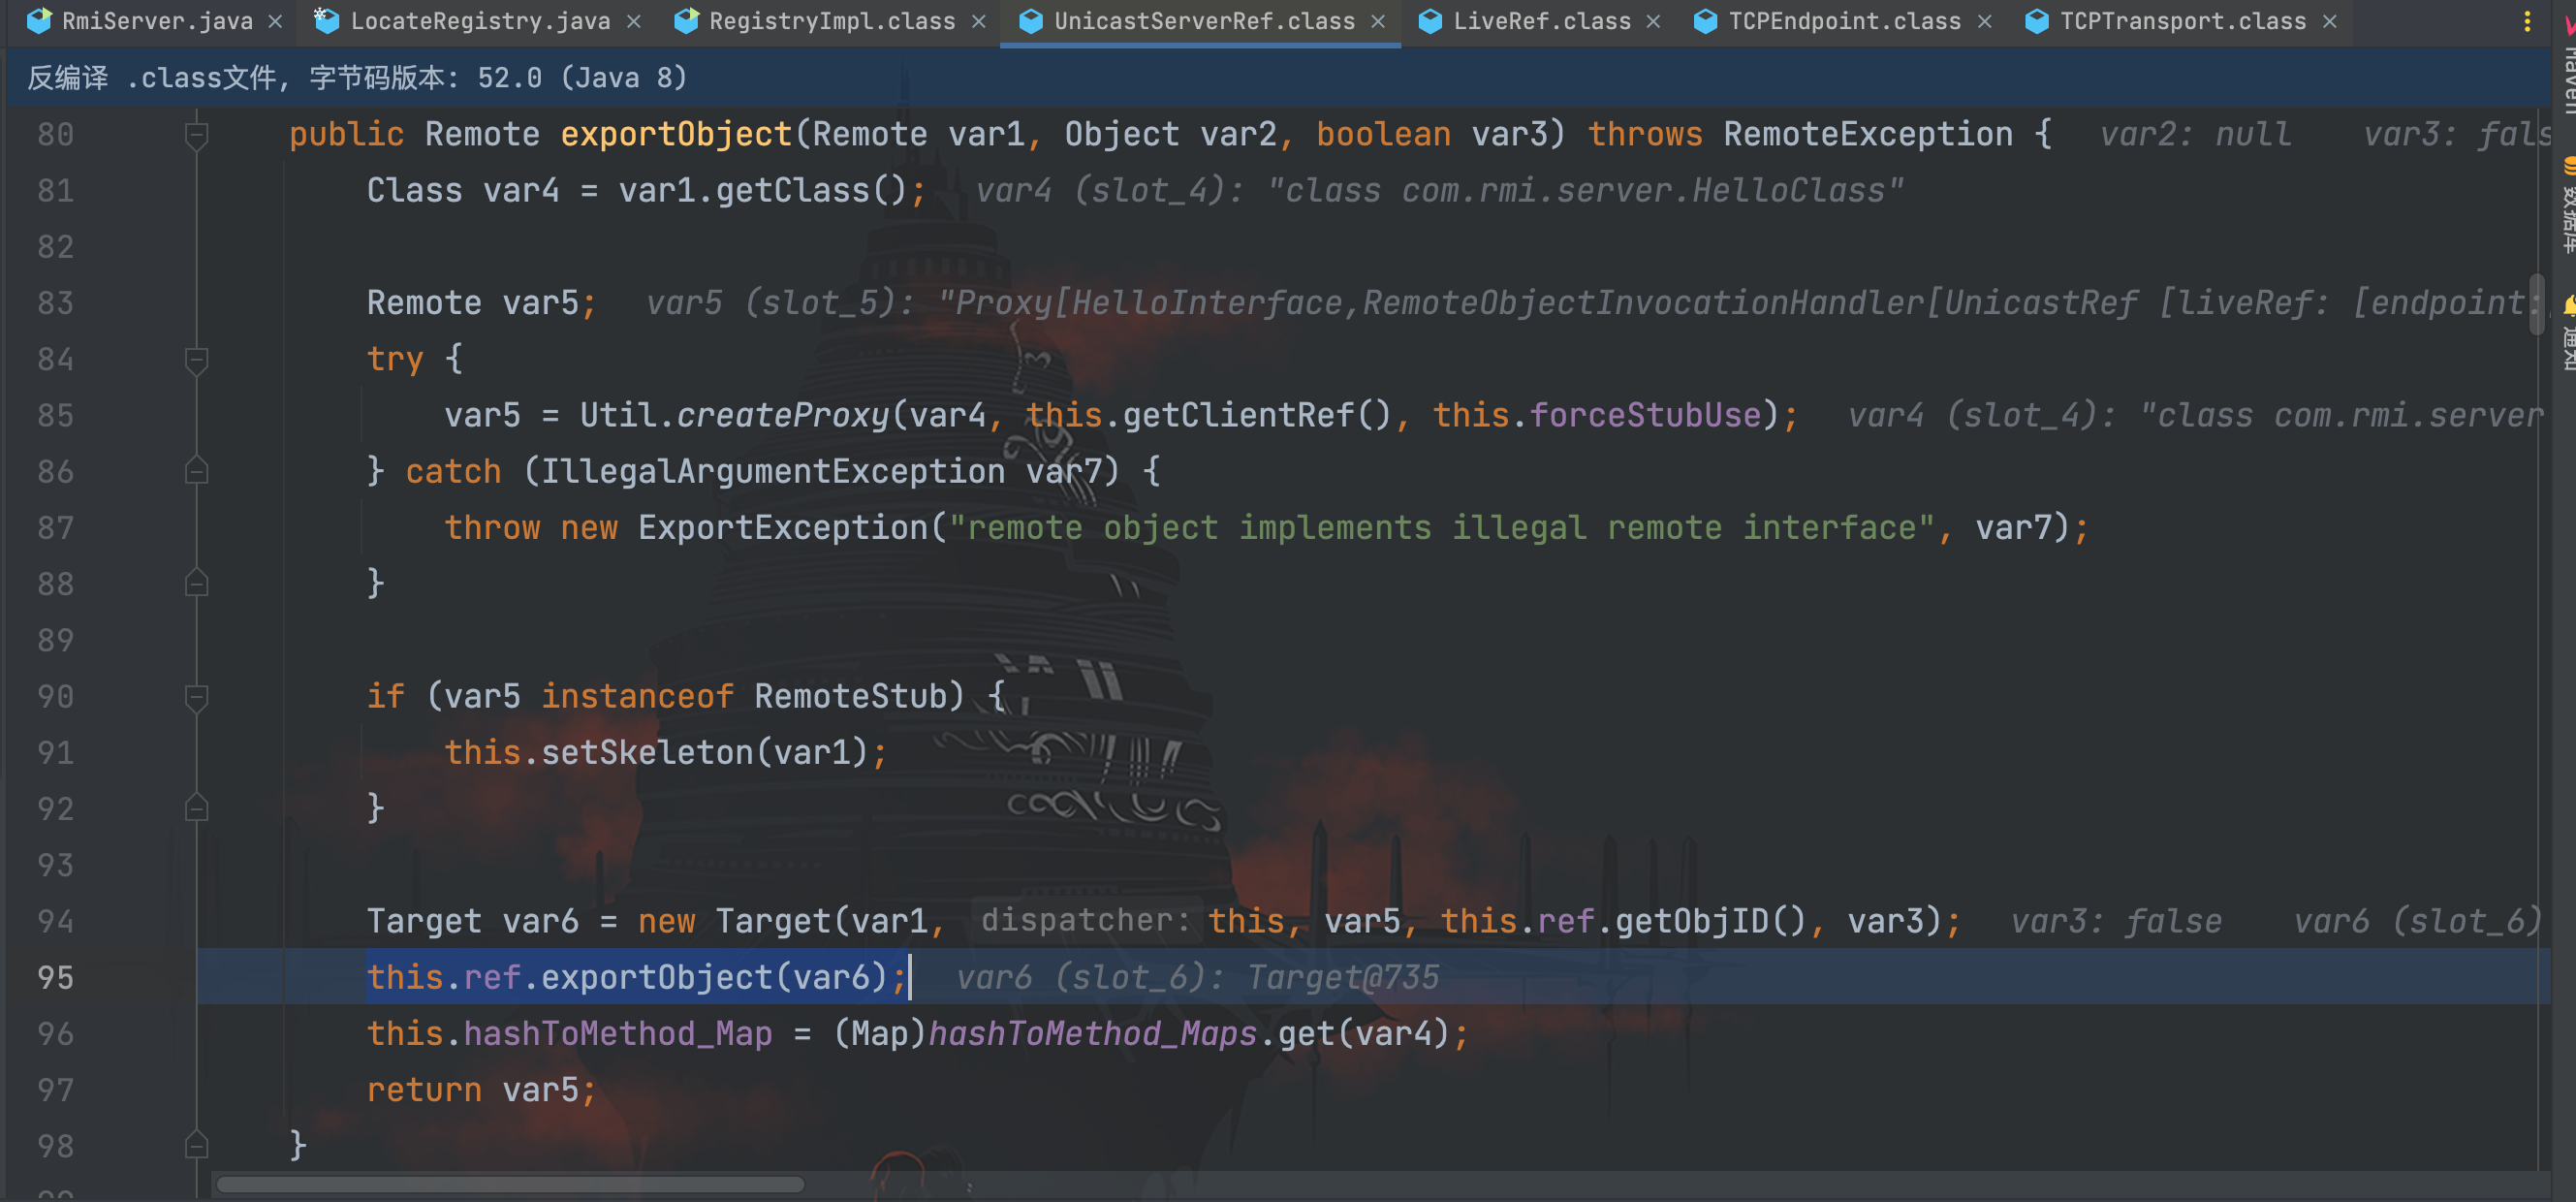 RmiServer.java × LocateRegistry.java × RegistryImpl.class × UnicastServerRef.class × LiveRef.class × TCPEndpoint.class × TCPTransport.class ×
反编译 .class文件, 字节码版本: 52.0 (Java 8)
80 public Remote exportObject(Remote var1, Object var2, boolean var3) throws RemoteException { var2: null var3: fals
81 Class var4 = var1.getClass(); var4 (slot_4): "class com.rmi.server.HelloClass"
82
83 Remote var5; var5 (slot_5): "Proxy[HelloInterface,RemoteObjectInvocationHandler[UnicastRef [liveRef: [endpoint:
84 try {
85 var5 = Util.createProxy(var4, this.getClientRef(), this.forceStubUse); var4 (slot_4): "class com.rmi.server
86 } catch (IllegalArgumentException var7) {
87 throw new ExportException("remote object implements illegal remote interface", var7);
88 }
89
90 if (var5 instanceof RemoteStub) {
91 this.setSkeleton(var1);
92 }
93
94 Target var6 = new Target(var1, dispatcher: this, var5, this.ref.getObjID(), var3); var3: false var6 (slot_6)
95 this.ref.exportObject(var6); var6 (slot_6): Target@735
96 this.hashToMethod_Map = (Map)hashToMethod_Maps.get(var4);
97 return var5;
98 }
Maven
数据库
通知